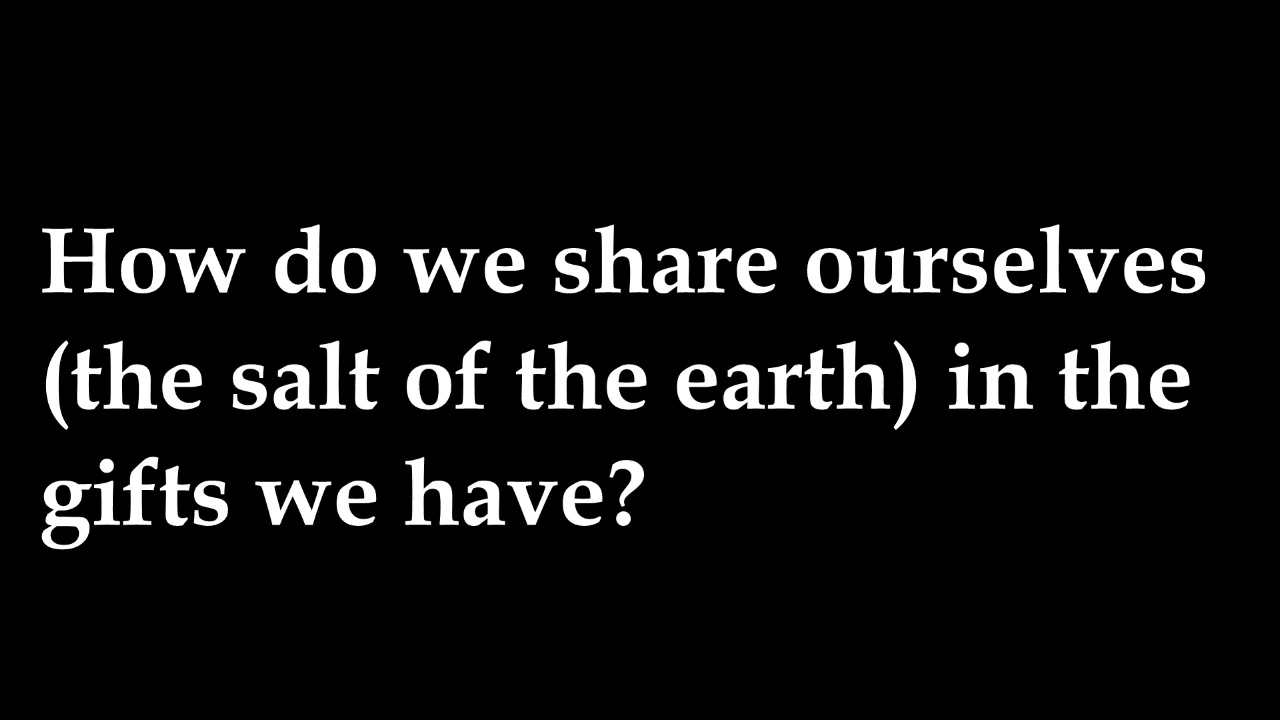 How do we share ourselves
(the salt of the earth) in the
gifts we have?